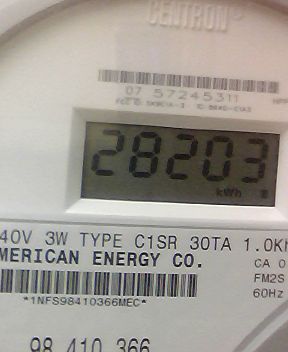 CENTRON®
07 57245311
28203
kWh
40V 3W TYPE C1SR 30TA 1.0Kh
MERICAN ENERGY CO.
CA 0
FM2S
*1NFS98410366MEC*
60Hz
98 410 366